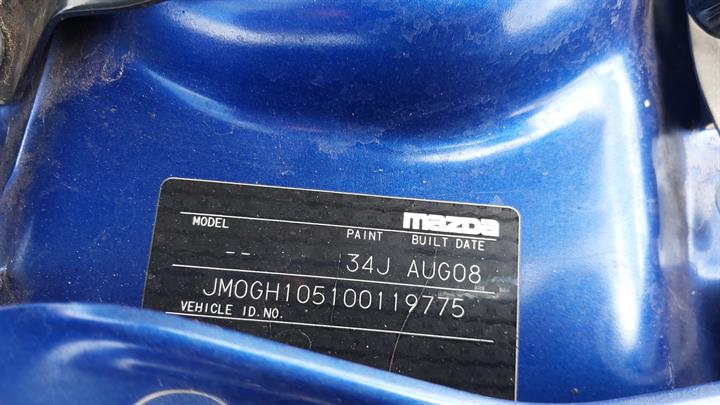 mazda
MODEL PAINT BUILT DATE
-- 34J AUG08
JM0GH105100119775
VEHICLE ID.NO.